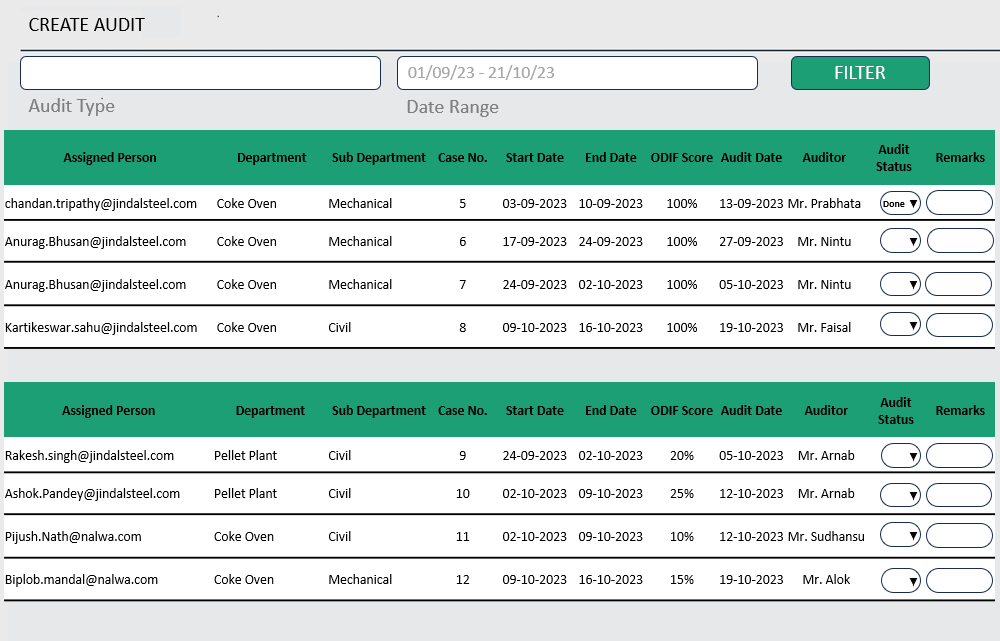 CREATE AUDIT
01/09/23 - 21/10/23 FILTER
Audit Type Date Range
Assigned Person Department Sub Department Case No. Start Date End Date ODIF Score Audit Date Auditor Audit Status Remarks
chandan.tripathy@jindalsteel.com Coke Oven Mechanical 5 03-09-2023 10-09-2023 100% 13-09-2023 Mr. Prabhata Done ▼
Anurag.Bhusan@jindalsteel.com Coke Oven Mechanical 6 17-09-2023 24-09-2023 100% 27-09-2023 Mr. Nintu ▼
Anurag.Bhusan@jindalsteel.com Coke Oven Mechanical 7 24-09-2023 02-10-2023 100% 05-10-2023 Mr. Nintu ▼
Kartikeswar.sahu@jindalsteel.com Coke Oven Civil 8 09-10-2023 16-10-2023 100% 19-10-2023 Mr. Faisal ▼
Assigned Person Department Sub Department Case No. Start Date End Date ODIF Score Audit Date Auditor Audit Status Remarks
Rakesh.singh@jindalsteel.com Pellet Plant Civil 9 24-09-2023 02-10-2023 20% 05-10-2023 Mr. Arnab ▼
Ashok.Pandey@jindalsteel.com Pellet Plant Civil 10 02-10-2023 09-10-2023 25% 12-10-2023 Mr. Arnab ▼
Pijush.Nath@nalwa.com Coke Oven Civil 11 02-10-2023 09-10-2023 10% 12-10-2023 Mr. Sudhansu ▼
Biplob.mandal@nalwa.com Coke Oven Mechanical 12 09-10-2023 16-10-2023 15% 19-10-2023 Mr. Alok ▼